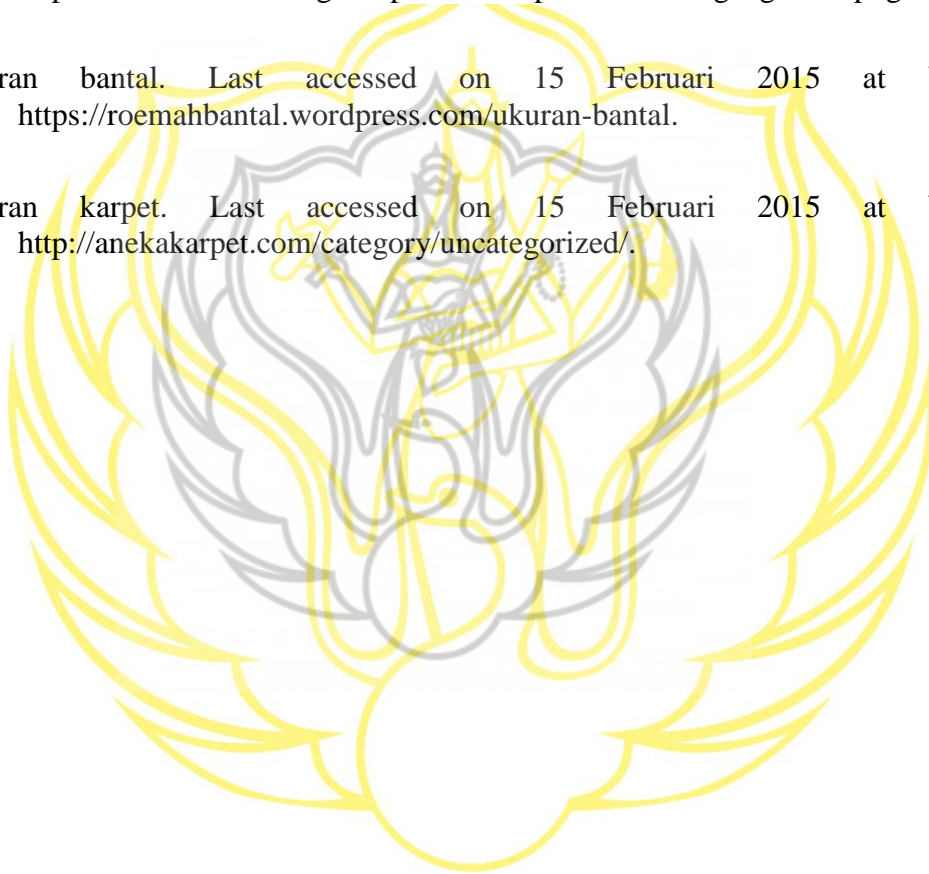 ran bantal. Last accessed on 15 Februari 2015 at
https://roemahbantal.wordpress.com/ukuran-bantal.
ran karpet. Last accessed on 15 Februari 2015 at
http://anekakarpet.com/category/uncategorized/.